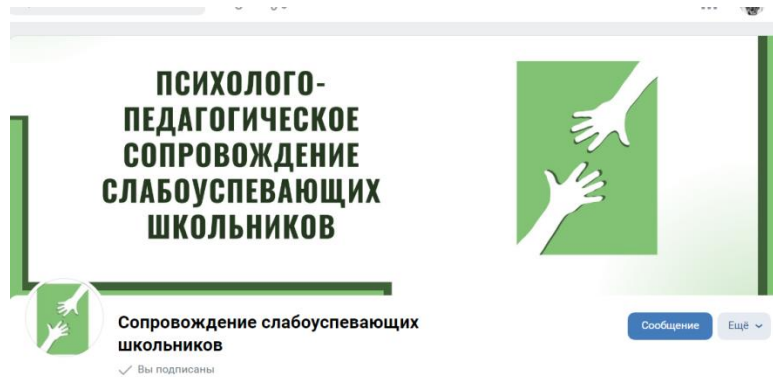 ПСИХОЛОГО-
ПЕДАГОГИЧЕСКОЕ
СОПРОВОЖДЕНИЕ
СЛАБОУСПЕВАЮЩИХ
ШКОЛЬНИКОВ
Сопровождение слабоуспевающих
школьников
Вы подписаны
Сообщение
Ещё